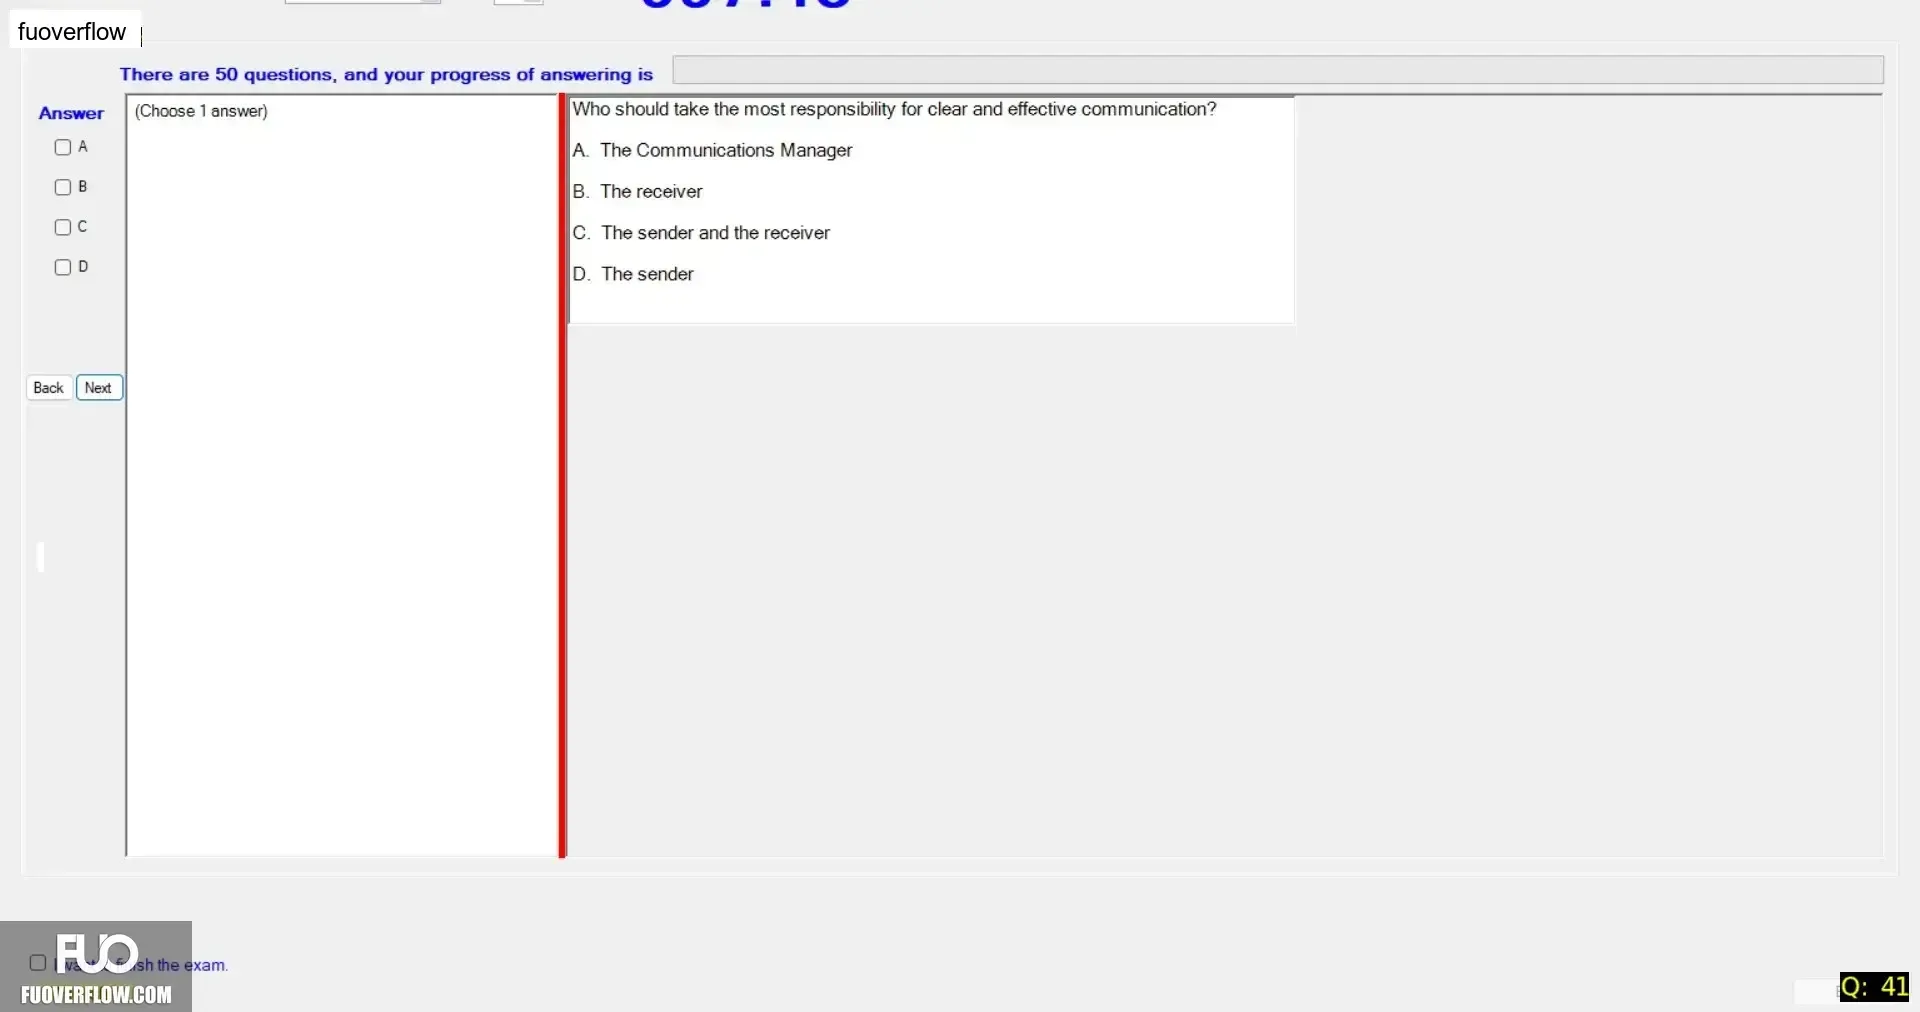 fuoverflow
There are 50 questions, and your progress of answering is
Answer
(Choose 1 answer)
A
B
C
D
Back
Next
Who should take the most responsibility for clear and effective communication?
A. The Communications Manager
B. The receiver
C. The sender and the receiver
D. The sender
the exam.
FUO
FUOVERFLOW.COM
Q: 41